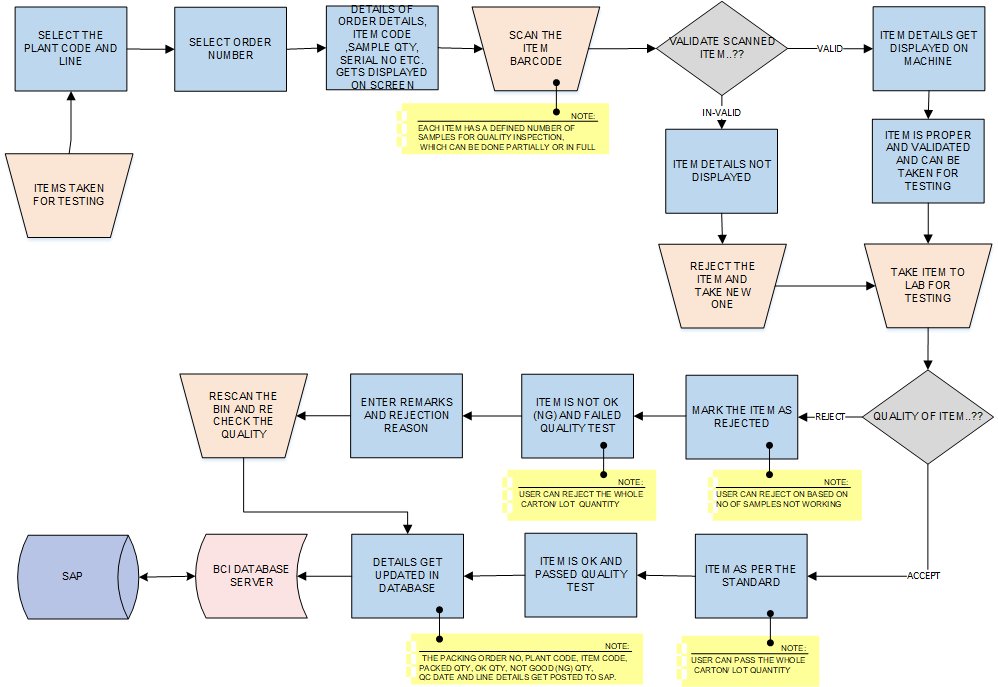 SELECT THE
PLANT CODE AND
LINE
SELECT ORDER
NUMBER
DETAILS OF
ORDER DETAILS,
ITEM CODE
,SAMPLE QTY,
SERIAL NO ETC.
GETS DISPLAYED
ON SCREEN
SCAN THE
ITEM
BARCODE
VALIDATE SCANNED
ITEM..??
VALID
ITEM DETAILS GET
DISPLAYED ON
MACHINE
NOTE:
EACH ITEM HAS A DEFINED NUMBER OF
SAMPLES FOR QUALITY INSPECTION,
WHICH CAN BE DONE PARTIALLY OR IN FULL
IN-VALID
ITEM DETAILS NOT
DISPLAYED
ITEM IS PROPER
AND VALIDATED
AND CAN BE
TAKEN FOR
TESTING
ITEMS TAKEN
FOR TESTING
REJECT THE
ITEM AND
TAKE NEW
ONE
TAKE ITEM TO
LAB FOR
TESTING
QUALITY OF ITEM..??
REJECT
MARK THE ITEM AS
REJECTED
ITEM IS NOT OK
(NG) AND FAILED
QUALITY TEST
ENTER REMARKS
AND REJECTION
REASON
RESCAN THE
BIN AND RE
CHECK THE
QUALITY
NOTE:
USER CAN REJECT THE WHOLE
CARTON/ LOT QUANTITY
NOTE:
USER CAN REJECT ON BASED ON
NO OF SAMPLES NOT WORKING
ACCEPT
ITEM AS PER THE
STANDARD
ITEM IS OK AND
PASSED QUALITY
TEST
DETAILS GET
UPDATED IN
DATABASE
BCI DATABASE
SERVER
SAP
NOTE:
THE PACKING ORDER NO, PLANT CODE, ITEM CODE,
PACKED QTY, OK QTY, NOT GOOD (NG) QTY,
QC DATE AND LINE DETAILS GET POSTED TO SAP.
NOTE:
USER CAN PASS THE WHOLE
CARTON/ LOT QUANTITY